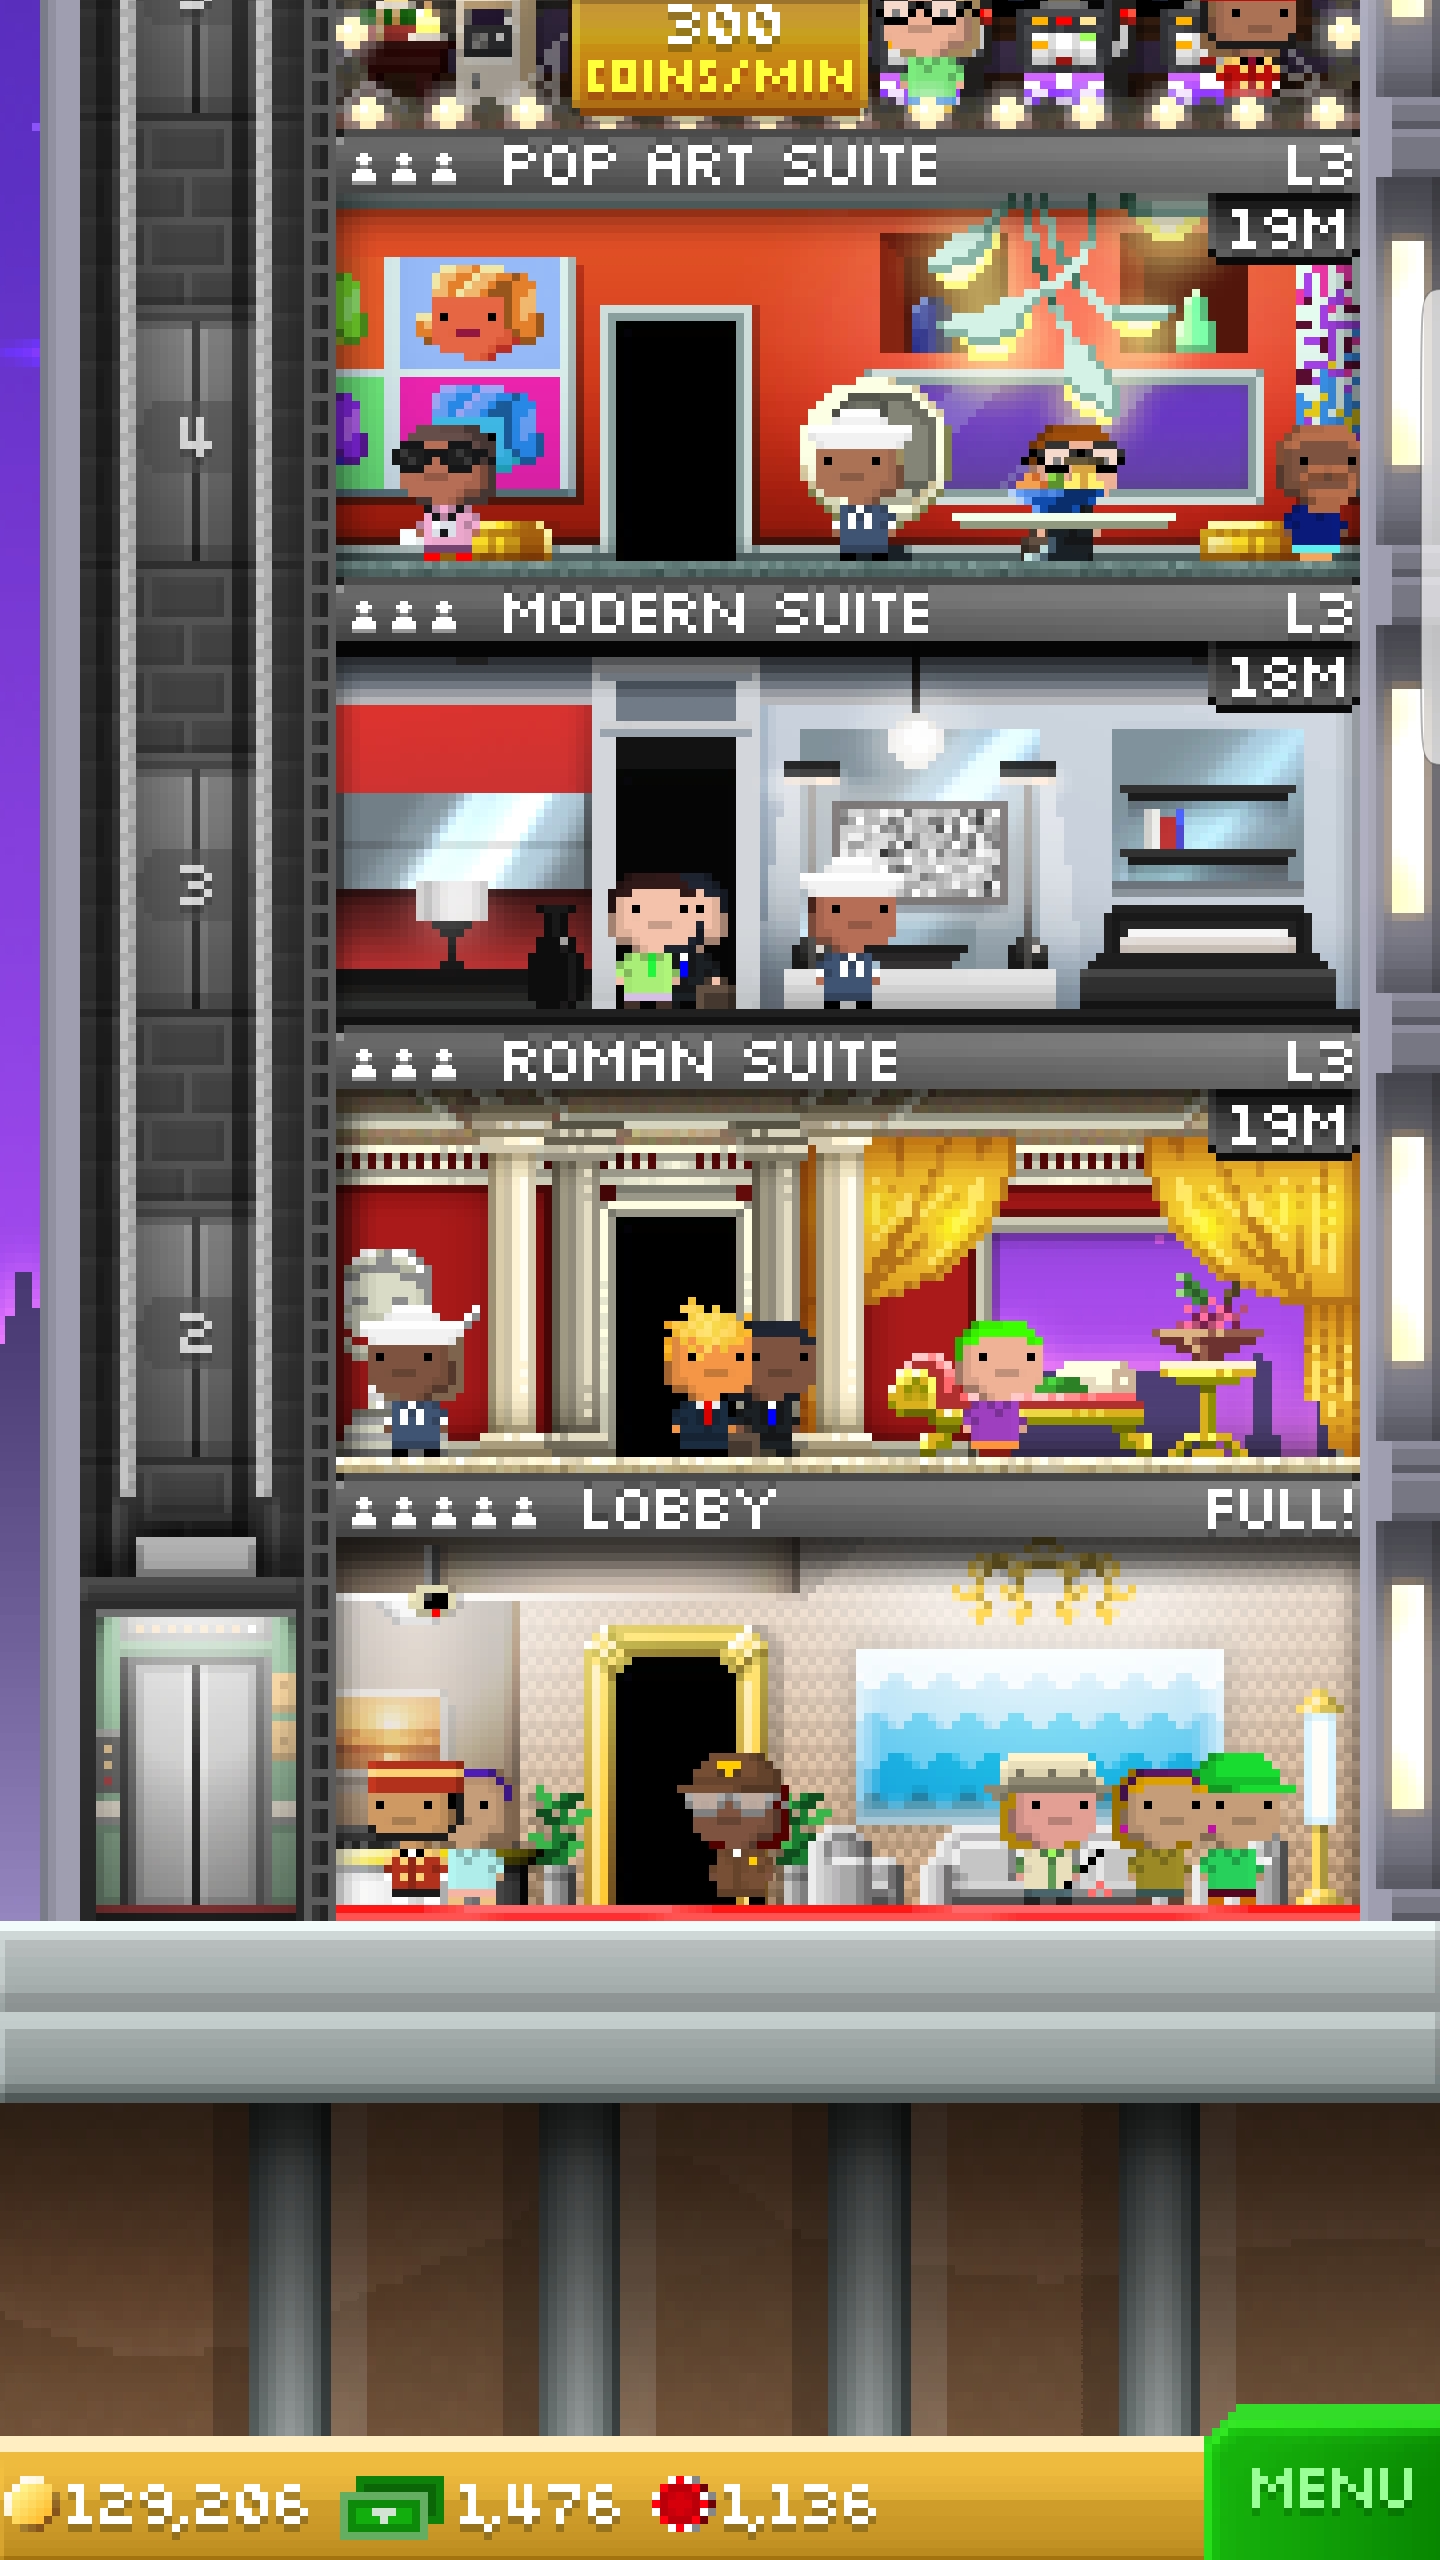 300
COINS/MIN
POP ART SUITE L3
19M
4
MODERN SUITE L3
18M
3
ROMAN SUITE L3
19M
2
LOBBY FULL!
129,206 1,476 1,136 MENU